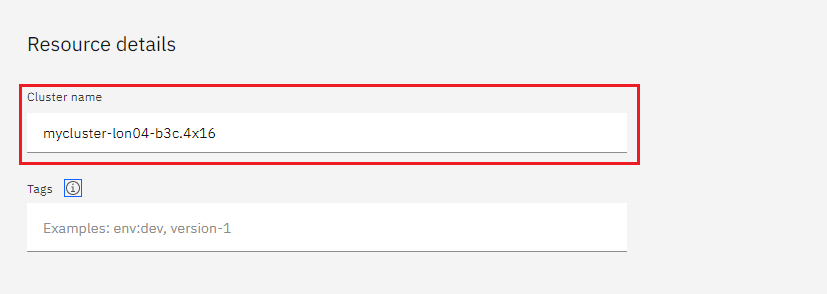 Resource details
Cluster name
mycluster-lon04-b3c.4x16
Tags
Examples: env:dev, version-1